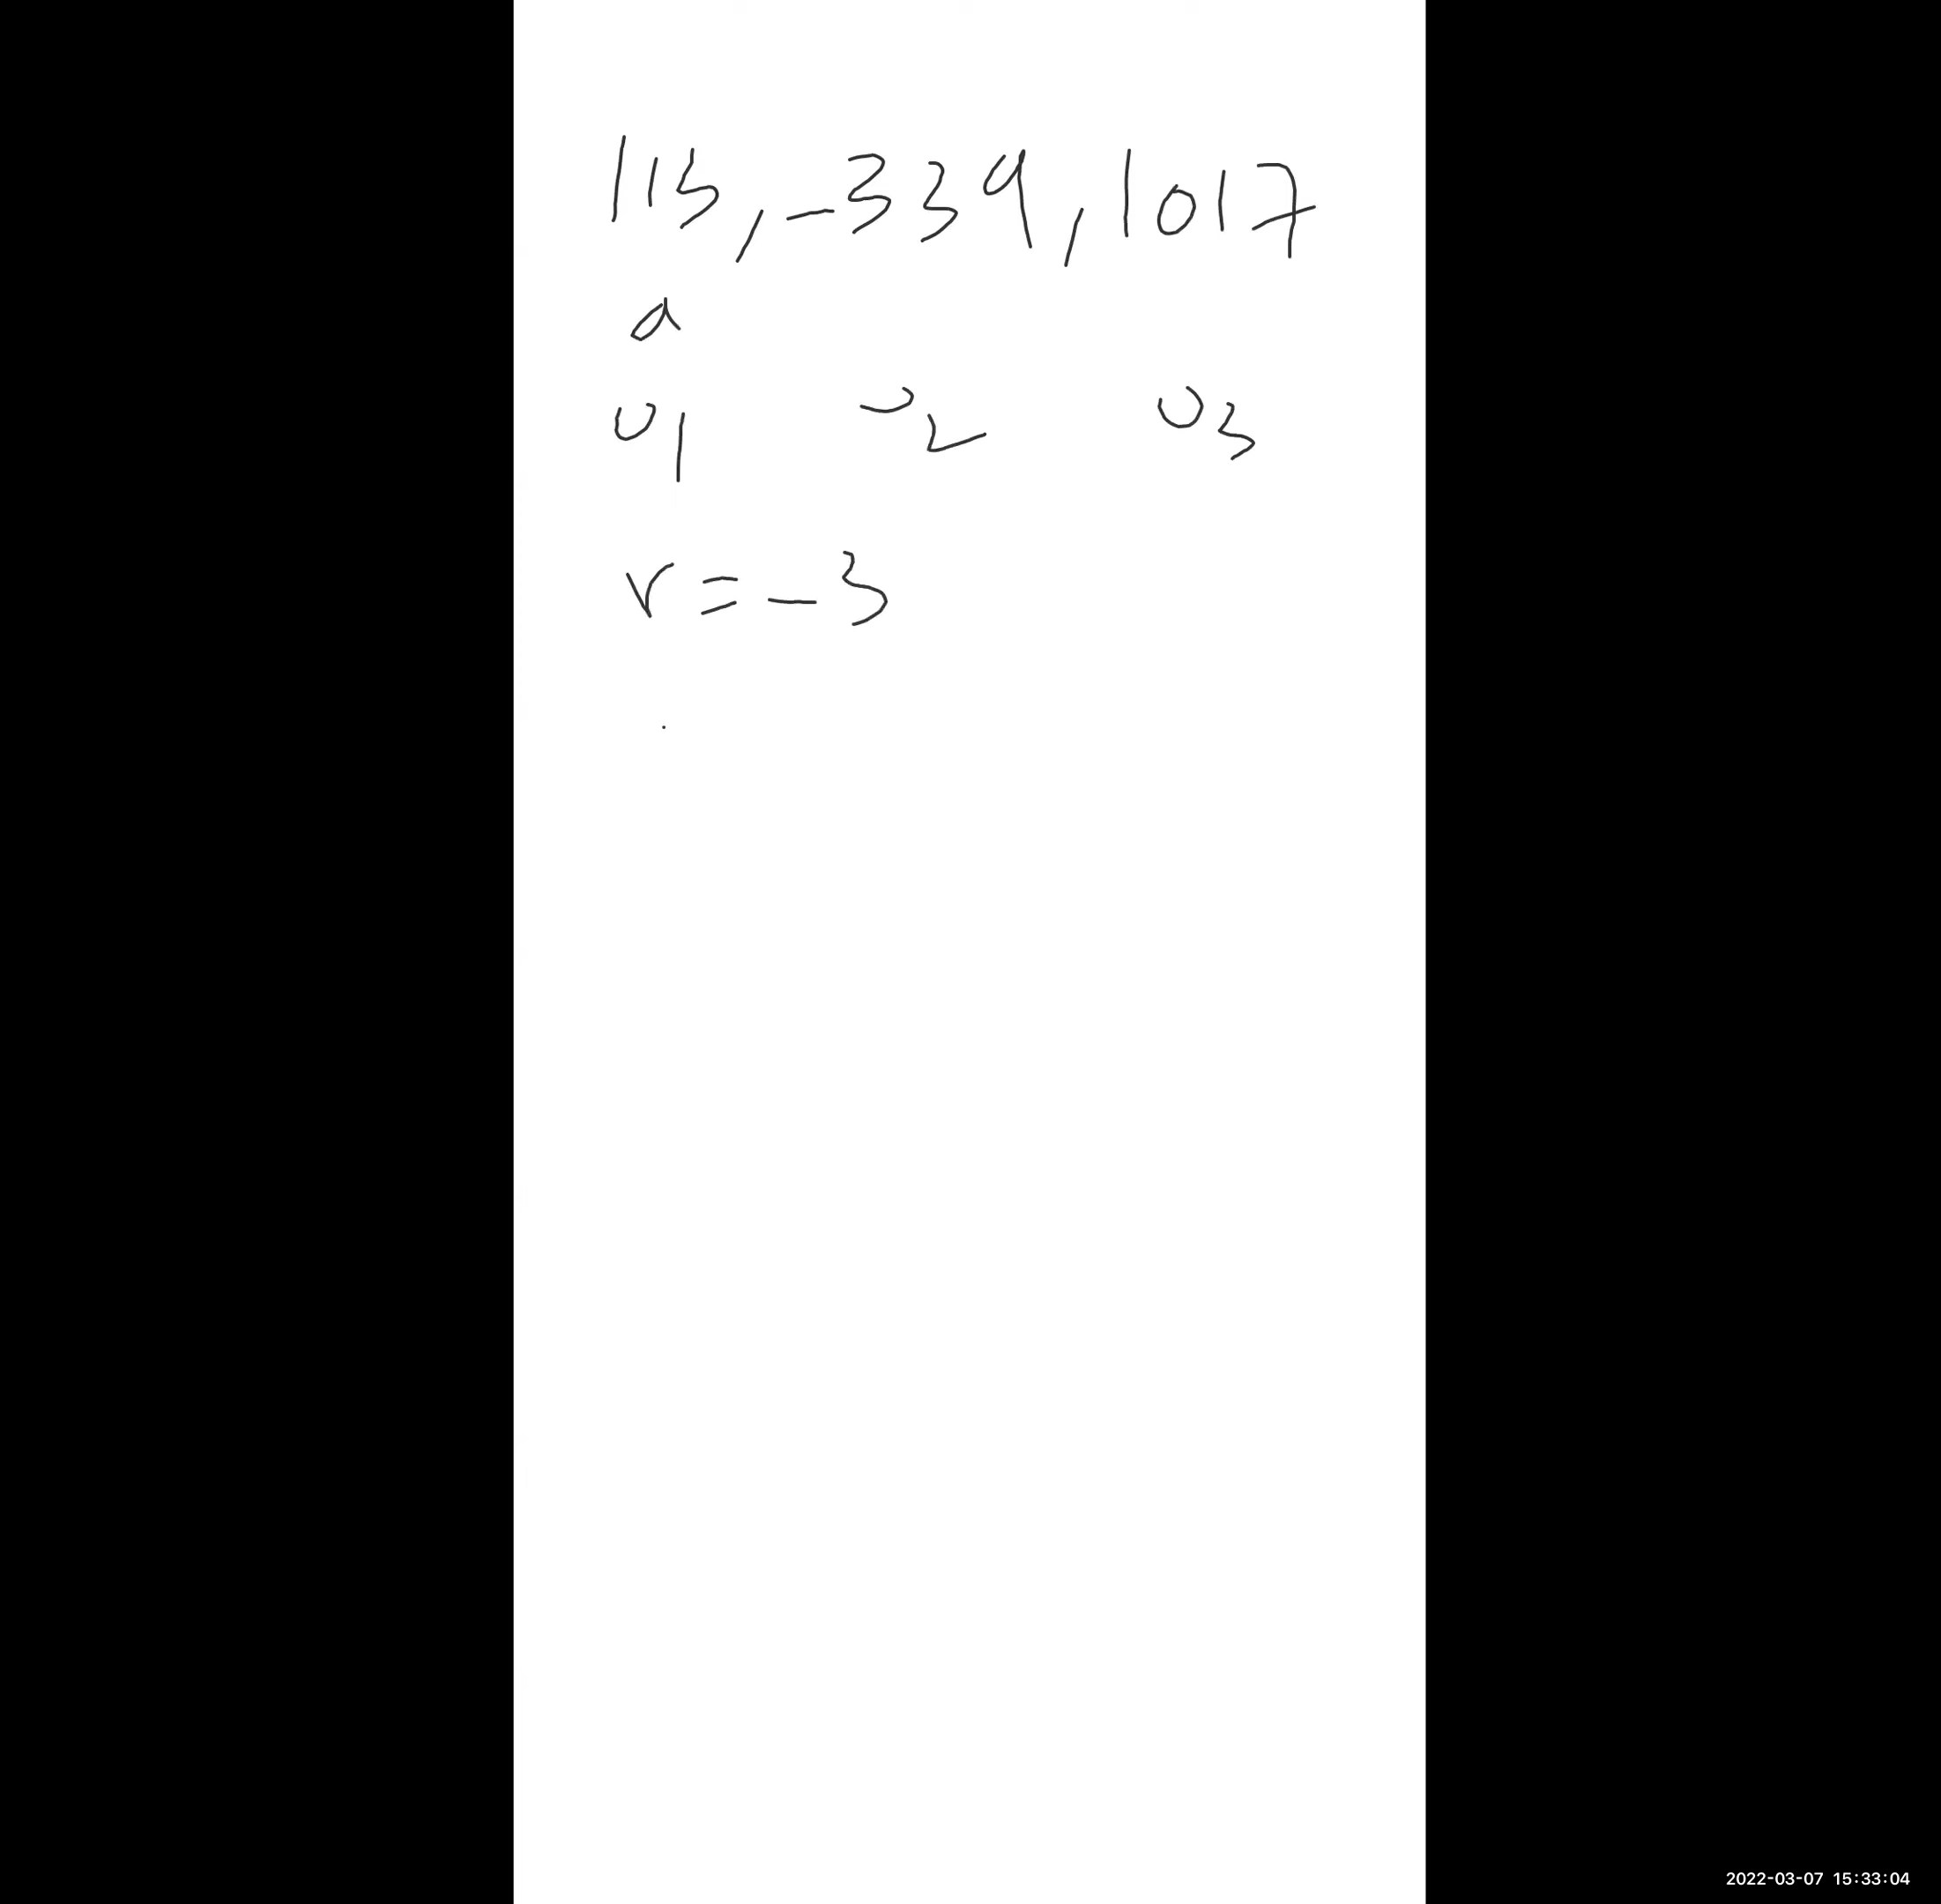 113, -339, 1017
a
U1 U2 U3
r = -3
2022-03-07 15:33:04